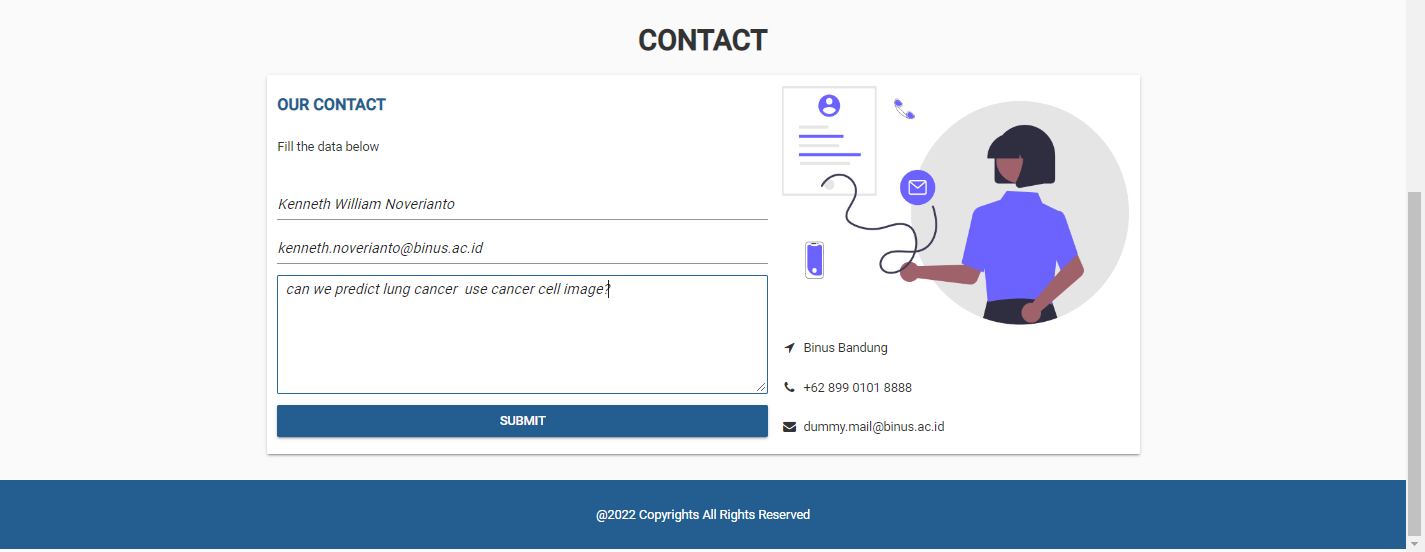 CONTACT
OUR CONTACT
Fill the data below
Kenneth William Noverianto
kenneth.noverianto@binus.ac.id
can we predict lung cancer  use cancer cell image?
SUBMIT
Binus Bandung
+62 899 0101 8888
dummy.mail@binus.ac.id
@2022 Copyrights All Rights Reserved